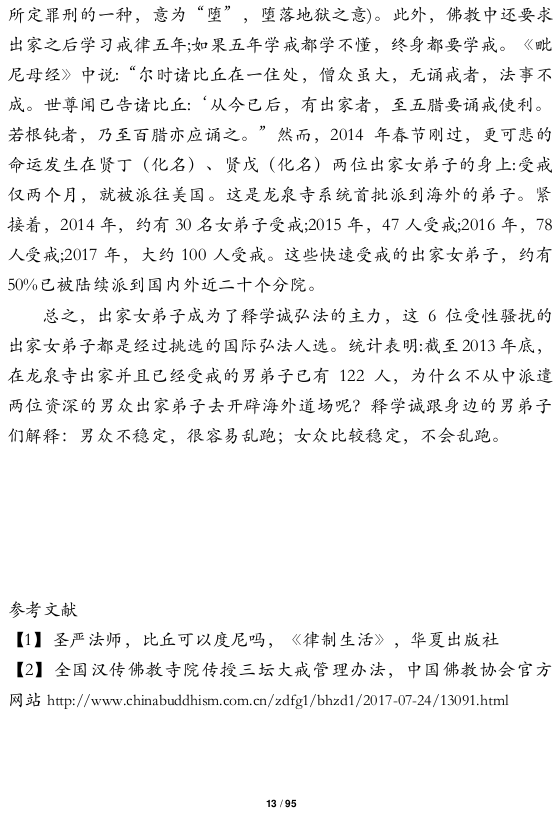 所定罪刑的一种，意为“堕”，堕落地狱之意)。此外，佛教中还要求
出家之后学习戒律五年;如果五年学戒都学不懂，终身都要学戒。《毗
尼母经》中说:“尔时诸比丘在一住处，僧众虽大，无诵戒者，法事不
成。世尊闻已告诸比丘:‘从今已后，有出家者，至五腊要诵戒使利。
若根钝者，乃至百腊亦应诵之。”然而，2014 年春节刚过，更可悲的
命运发生在贤丁（化名）、贤戊（化名）两位出家女弟子的身上:受戒
仅两个月，就被派往美国。这是龙泉寺系统首批派到海外的弟子。紧
接着，2014 年，约有 30 名女弟子受戒;2015 年，47 人受戒;2016 年，78
人受戒;2017 年，大约 100 人受戒。这些快速受戒的出家女弟子，约有
50%已被陆续派到国内外近二十个分院。
总之，出家女弟子成为了释学诚弘法的主力，这 6 位受性骚扰的
出家女弟子都是经过挑选的国际弘法人选。统计表明:截至2013 年底，
在龙泉寺出家并且已经受戒的男弟子已有 122 人，为什么不从中派遣
两位资深的男众出家弟子去开辟海外道场呢？释学诚跟身边的男弟子
们解释：男众不稳定，很容易乱跑；女众比较稳定，不会乱跑。
参考文献
【1】圣严法师，比丘可以度尼吗，《律制生活》，华夏出版社
【2】全国汉传佛教寺院传授三坛大戒管理办法，中国佛教协会官方
网站 http://www.chinabuddhism.com.cn/zdfg1/bhzd1/2017-07-24/13091.html
13 / 95